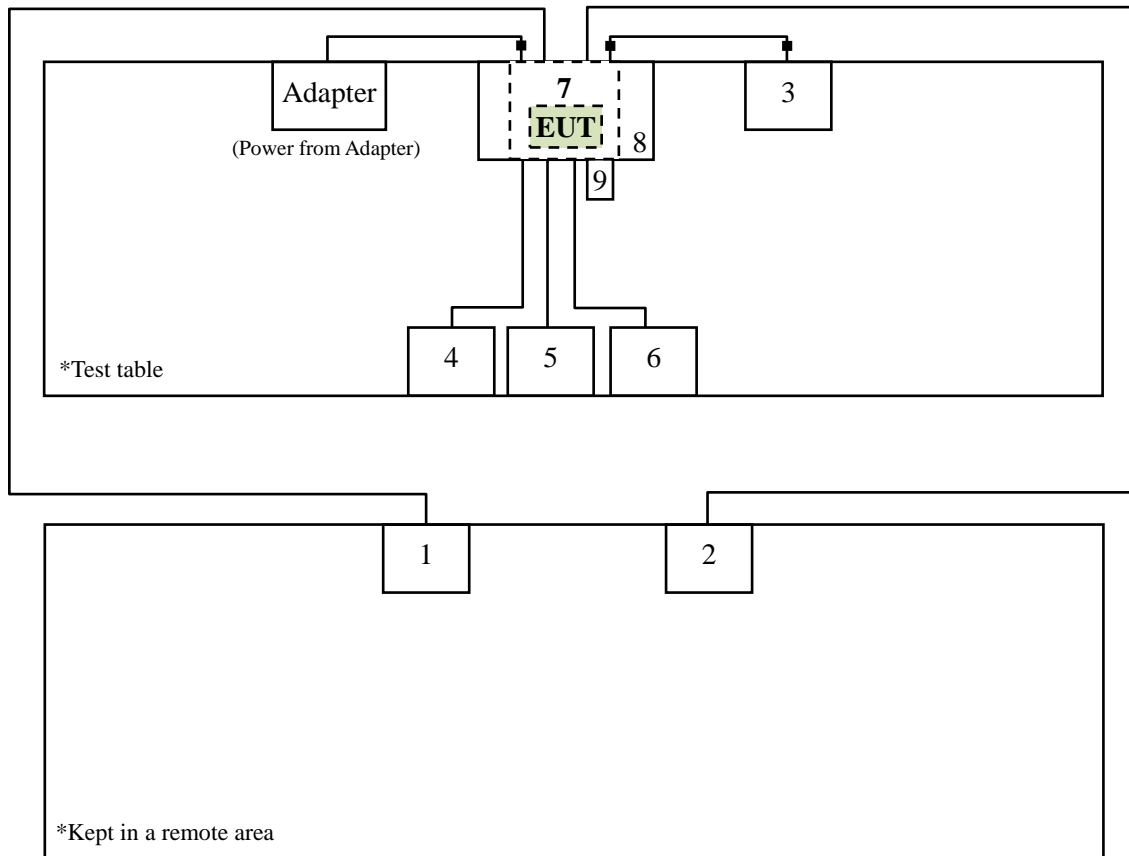 Adapter
(Power from Adapter)
7
EUT
8
9
3
4
5
6
*Test table
1
2
*Kept in a remote area